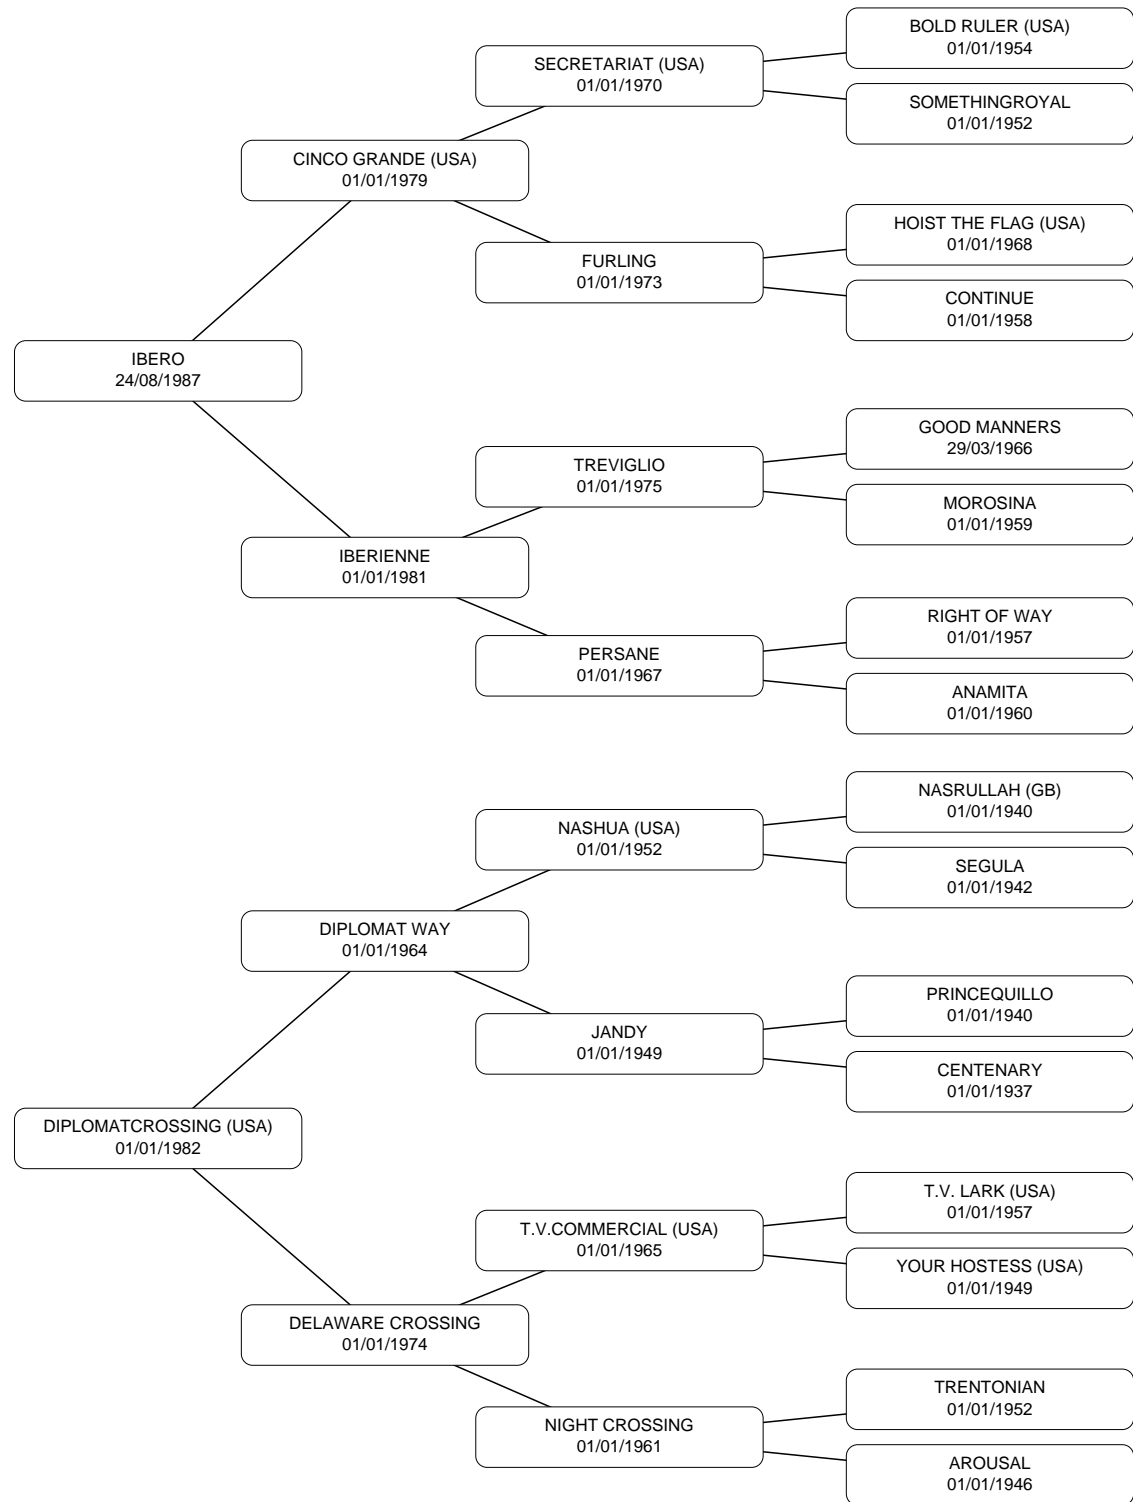 BOLD RULER (USA)
01/01/1954
SECRETARIAT (USA)
01/01/1970
SOMETHINGROYAL
01/01/1952
CINCO GRANDE (USA)
01/01/1979
HOIST THE FLAG (USA)
01/01/1968
FURLING
01/01/1973
CONTINUE
01/01/1958
IBERO
24/08/1987
GOOD MANNERS
29/03/1966
TREVIGLIO
01/01/1975
MOROSINA
01/01/1959
IBERIENNE
01/01/1981
RIGHT OF WAY
01/01/1957
PERSANE
01/01/1967
ANAMITA
01/01/1960
NASRULLAH (GB)
01/01/1940
NASHUA (USA)
01/01/1952
SEGULA
01/01/1942
DIPLOMAT WAY
01/01/1964
PRINCEQUILLO
01/01/1940
JANDY
01/01/1949
CENTENARY
01/01/1937
DIPLOMATCROSSING (USA)
01/01/1982
T.V. LARK (USA)
01/01/1957
T.V.COMMERCIAL (USA)
01/01/1965
YOUR HOSTESS (USA)
01/01/1949
DELAWARE CROSSING
01/01/1974
TRENTONIAN
01/01/1952
NIGHT CROSSING
01/01/1961
AROUSAL
01/01/1946